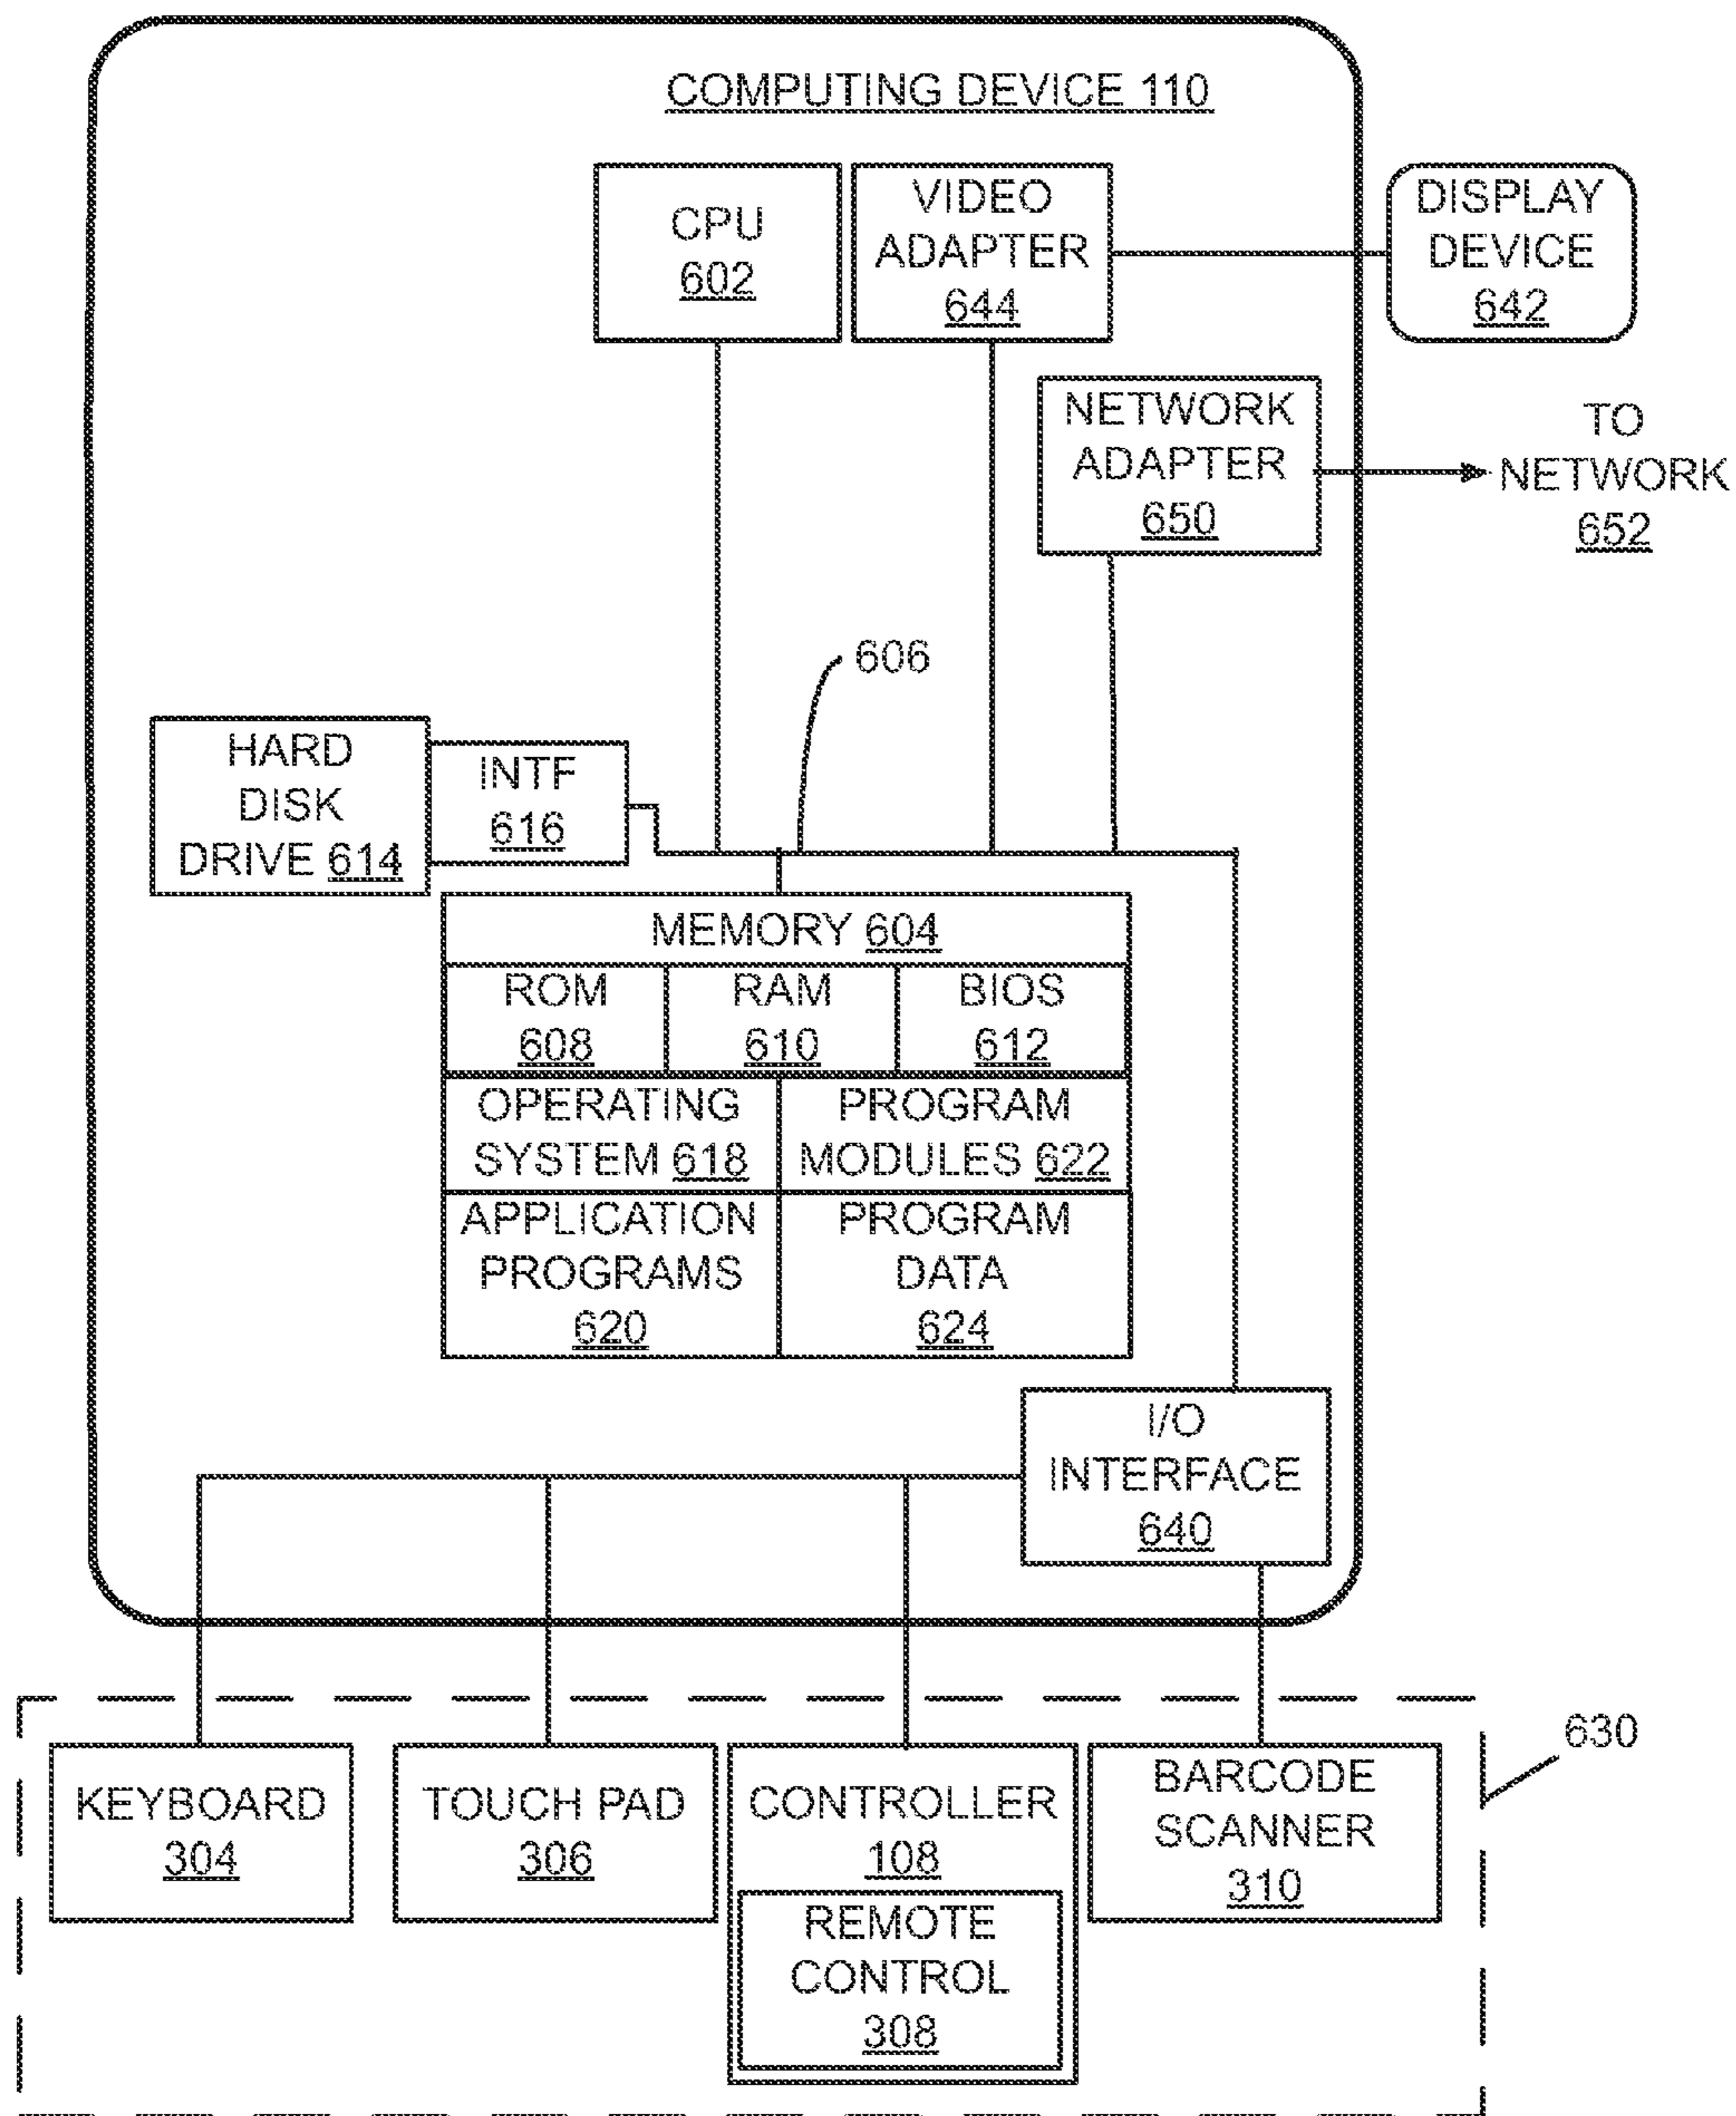 COMPUTING DEVICE 110
CPU
602
VIDEO
ADAPTER
644
DISPLAY
DEVICE
642
NETWORK
ADAPTER
650
TO
NETWORK
652
606
HARD
DISK
DRIVE 614
INTF
616
MEMORY 604
ROM
608
RAM
610
BIOS
612
OPERATING
SYSTEM 618
PROGRAM
MODULES 622
APPLICATION
PROGRAMS
620
PROGRAM
DATA
624
I/O
INTERFACE
640
630
KEYBOARD
304
TOUCH PAD
306
CONTROLLER
108
REMOTE
CONTROL
308
BARCODE
SCANNER
310